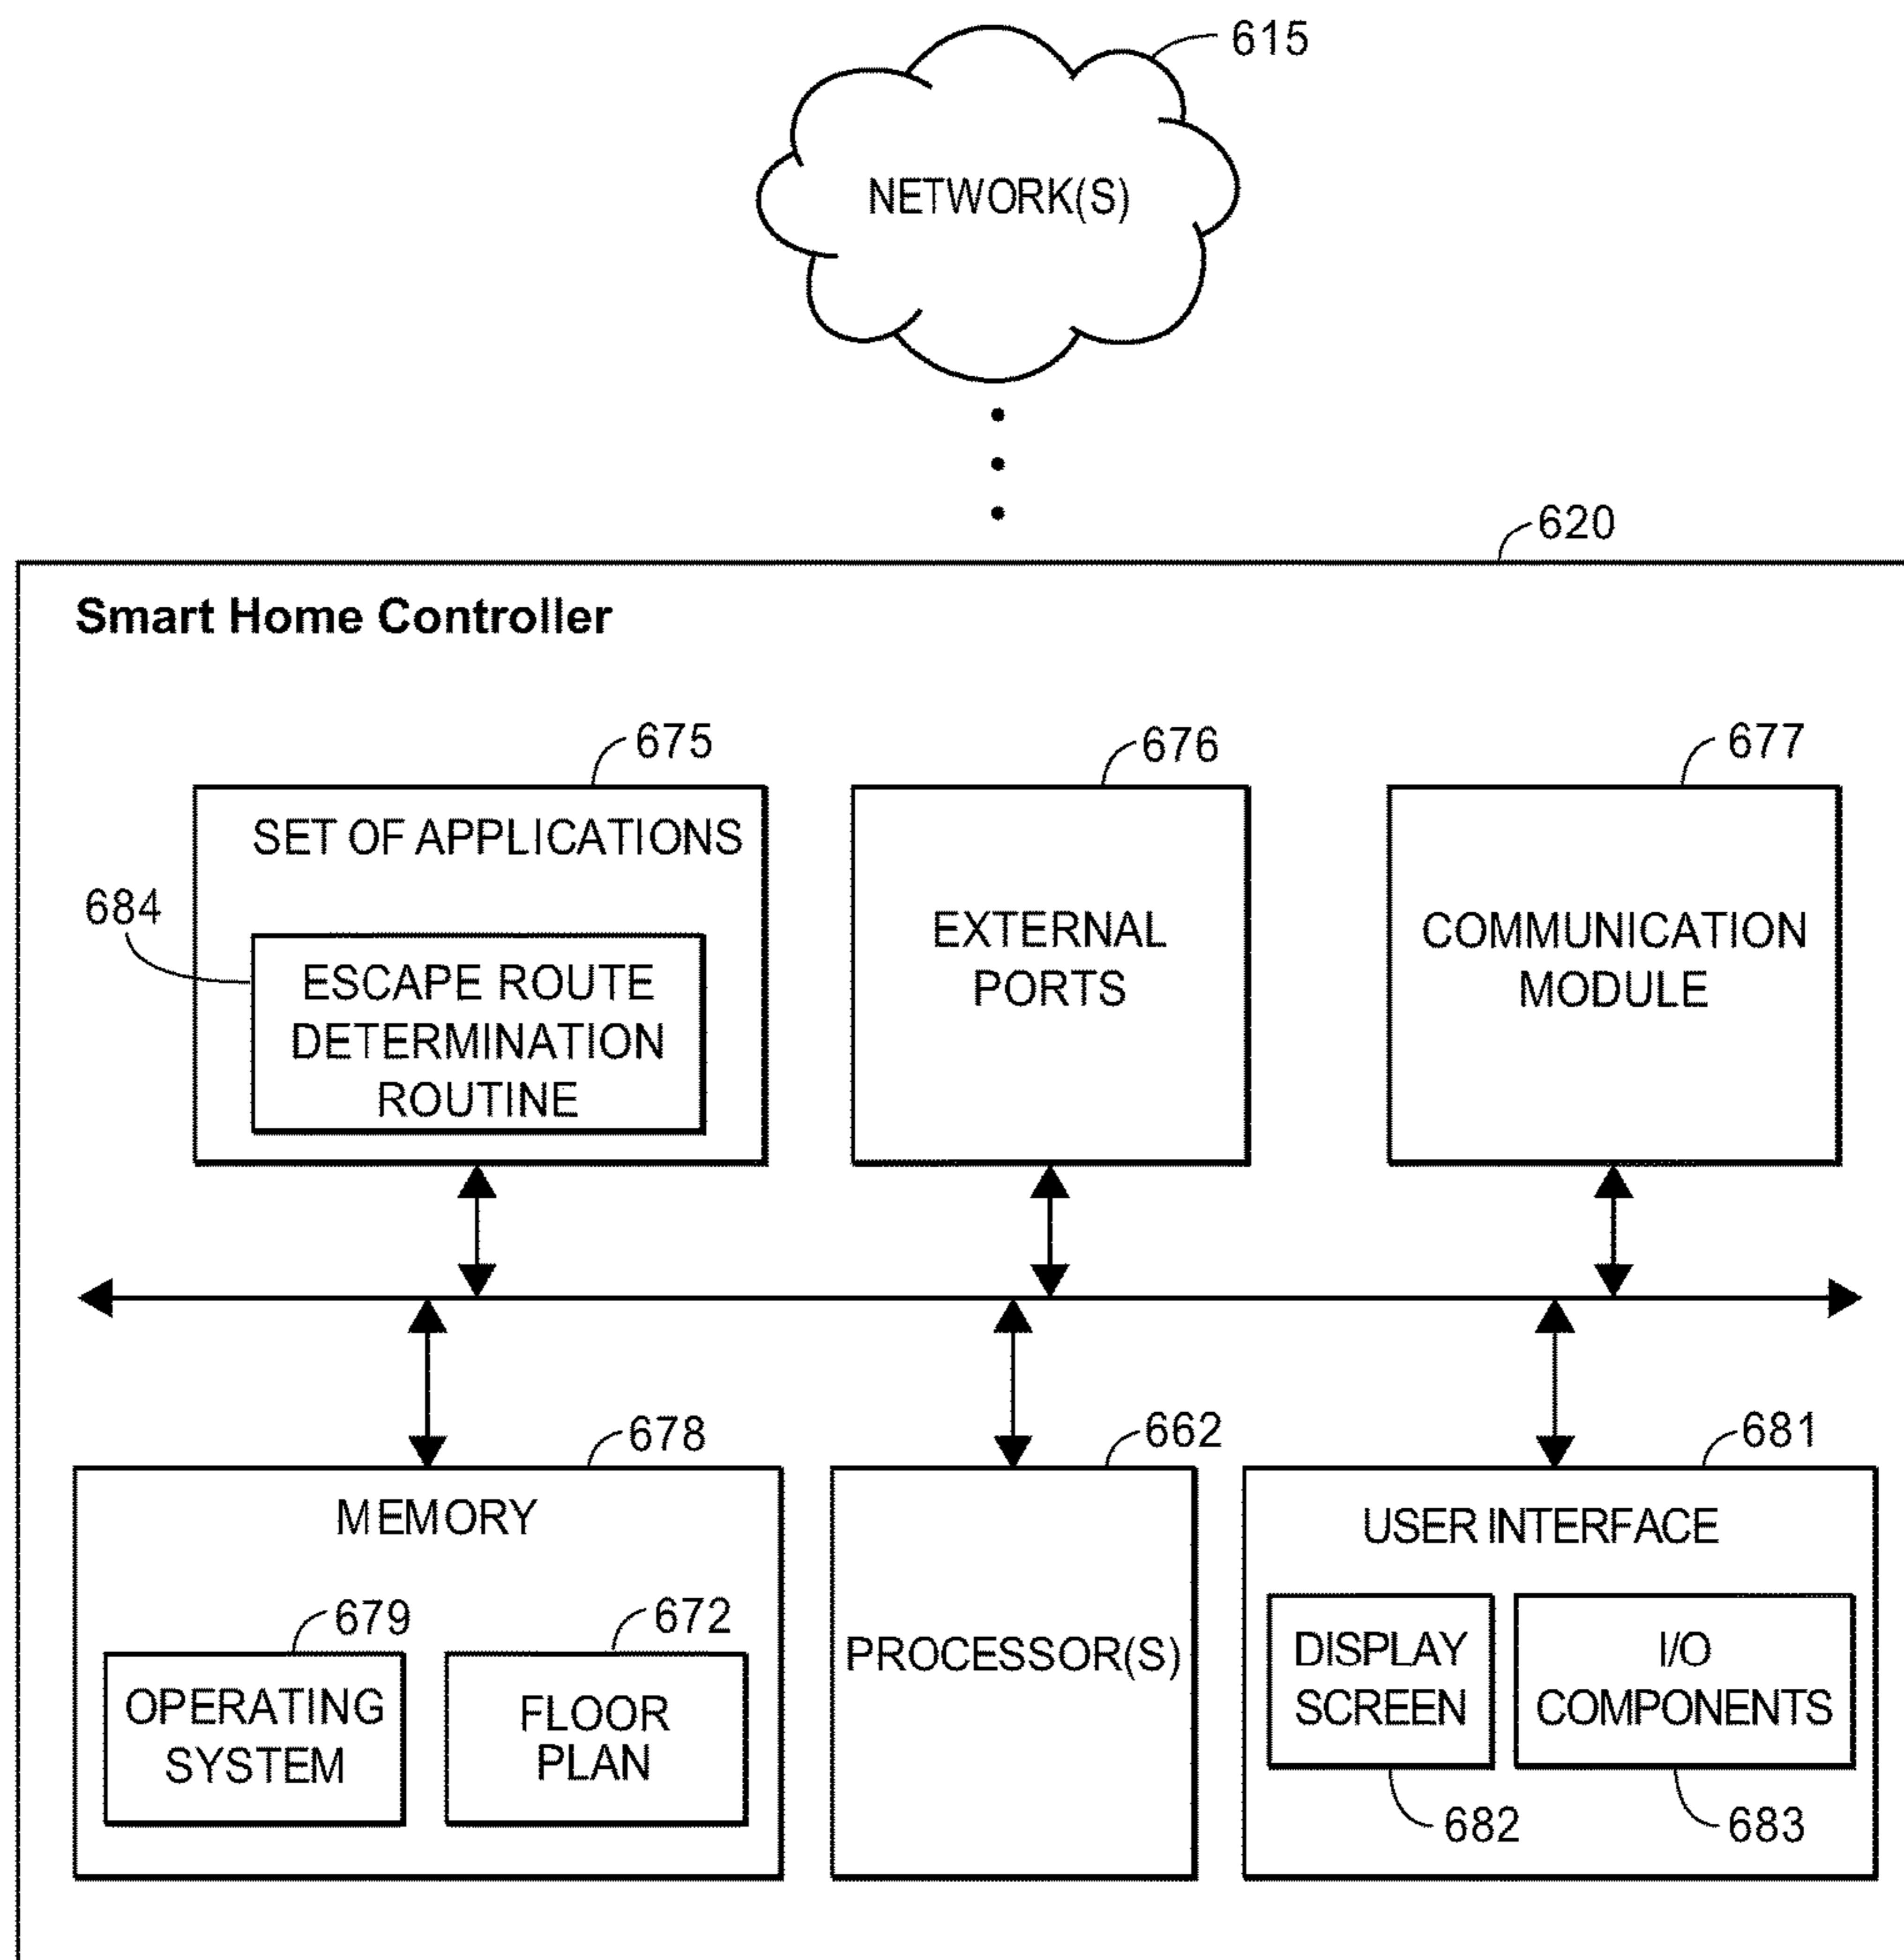 615
NETWORK(S)
620
Smart Home Controller
675
676
677
SET OF APPLICATIONS
684
ESCAPE ROUTE
DETERMINATION
ROUTINE
EXTERNAL
PORTS
COMMUNICATION
MODULE
678
662
681
MEMORY
679
672
OPERATING
SYSTEM
FLOOR
PLAN
PROCESSOR(S)
USER INTERFACE
DISPLAY
SCREEN
I/O
COMPONENTS
682
683